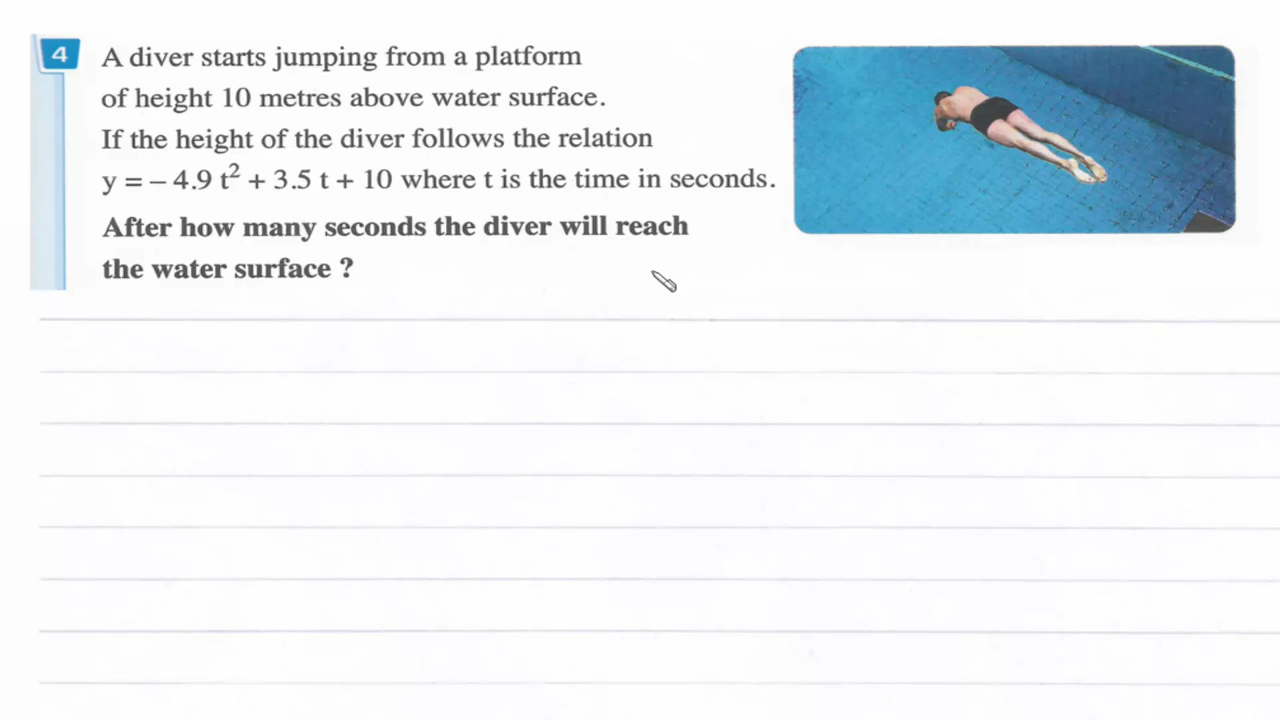 4
A diver starts jumping from a platform
of height 10 metres above water surface.
If the height of the diver follows the relation
y = – 4.9 t² + 3.5 t + 10 where t is the time in seconds.
After how many seconds the diver will reach
the water surface ?